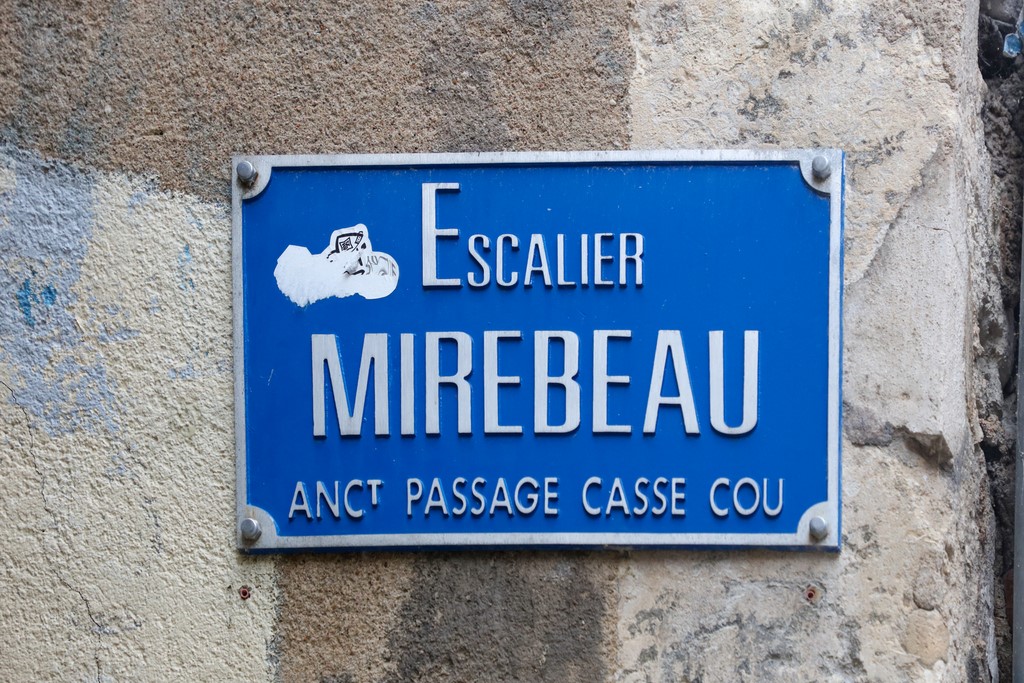 ESCALIER
MIREBEAU
ANCT PASSAGE CASSE COU